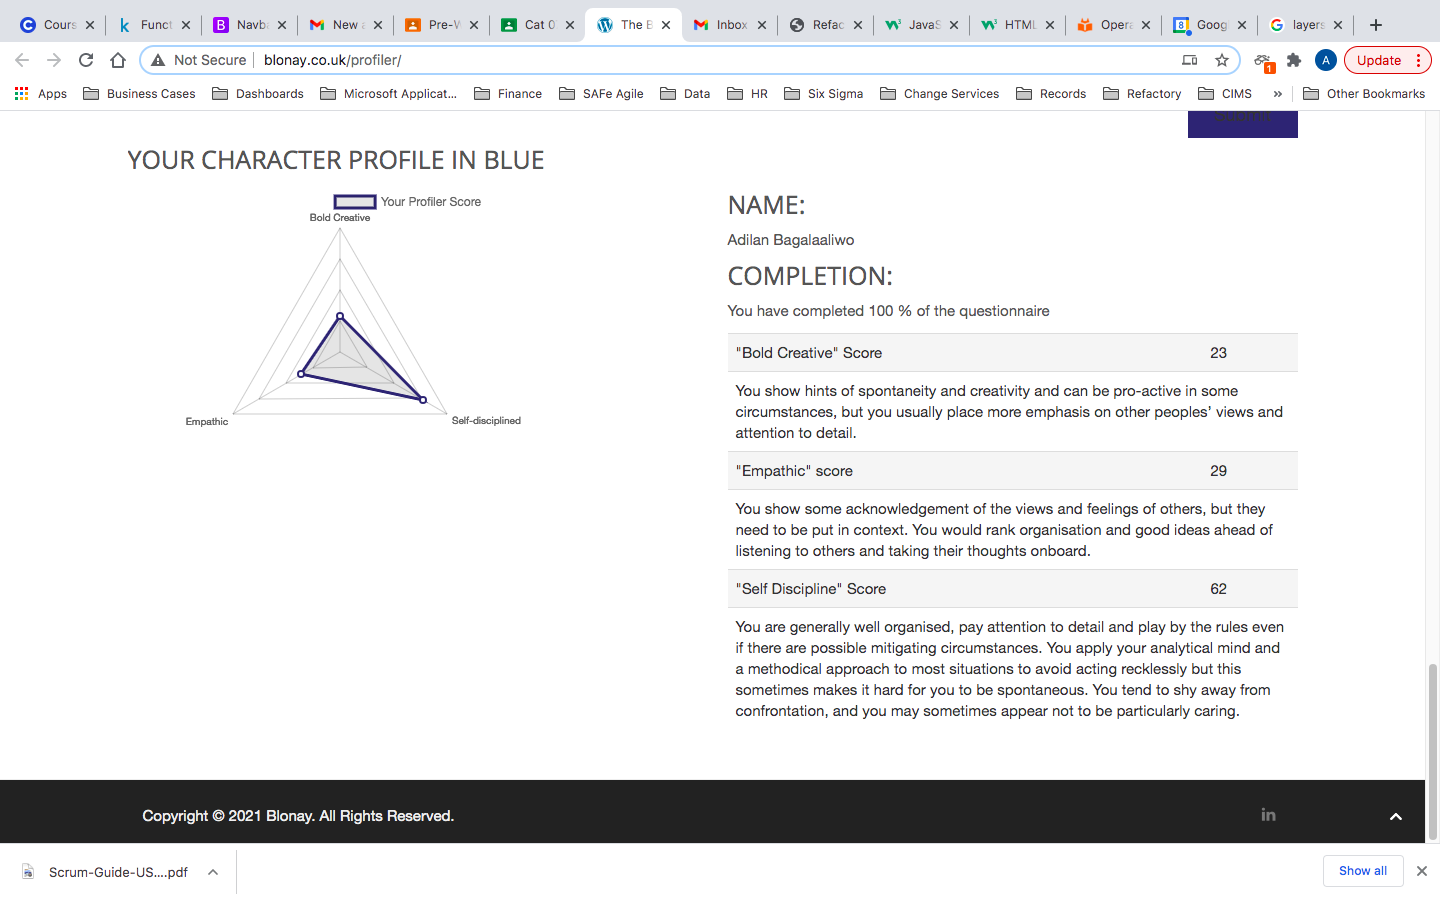 Cours
Funct
Navba
New a
Pre-W
Cat 0
The B
Inbox
Refac
JavaS
HTML
Opera
Goog
layers
Not Secure blonay.co.uk/profiler/
1
A
Update
Apps Business Cases Dashboards Microsoft Applicat... Finance SAFe Agile Data HR Six Sigma Change Services Records Refactory CIMS » Other Bookmarks
YOUR CHARACTER PROFILE IN BLUE
Your Profiler Score
Bold Creative
Empathic
Self-disciplined
NAME:
Adilan Bagalaaliwo
COMPLETION:
You have completed 100 % of the questionnaire
"Bold Creative" Score 23
You show hints of spontaneity and creativity and can be pro-active in some
circumstances, but you usually place more emphasis on other peoples’ views and
attention to detail.
"Empathic" score 29
You show some acknowledgement of the views and feelings of others, but they
need to be put in context. You would rank organisation and good ideas ahead of
listening to others and taking their thoughts onboard.
"Self Discipline" Score 62
You are generally well organised, pay attention to detail and play by the rules even
if there are possible mitigating circumstances. You apply your analytical mind and
a methodical approach to most situations to avoid acting recklessly but this
sometimes makes it hard for you to be spontaneous. You tend to shy away from
confrontation, and you may sometimes appear not to be particularly caring.
Copyright © 2021 Blonay. All Rights Reserved.
in
Scrum-Guide-US....pdf
Show all